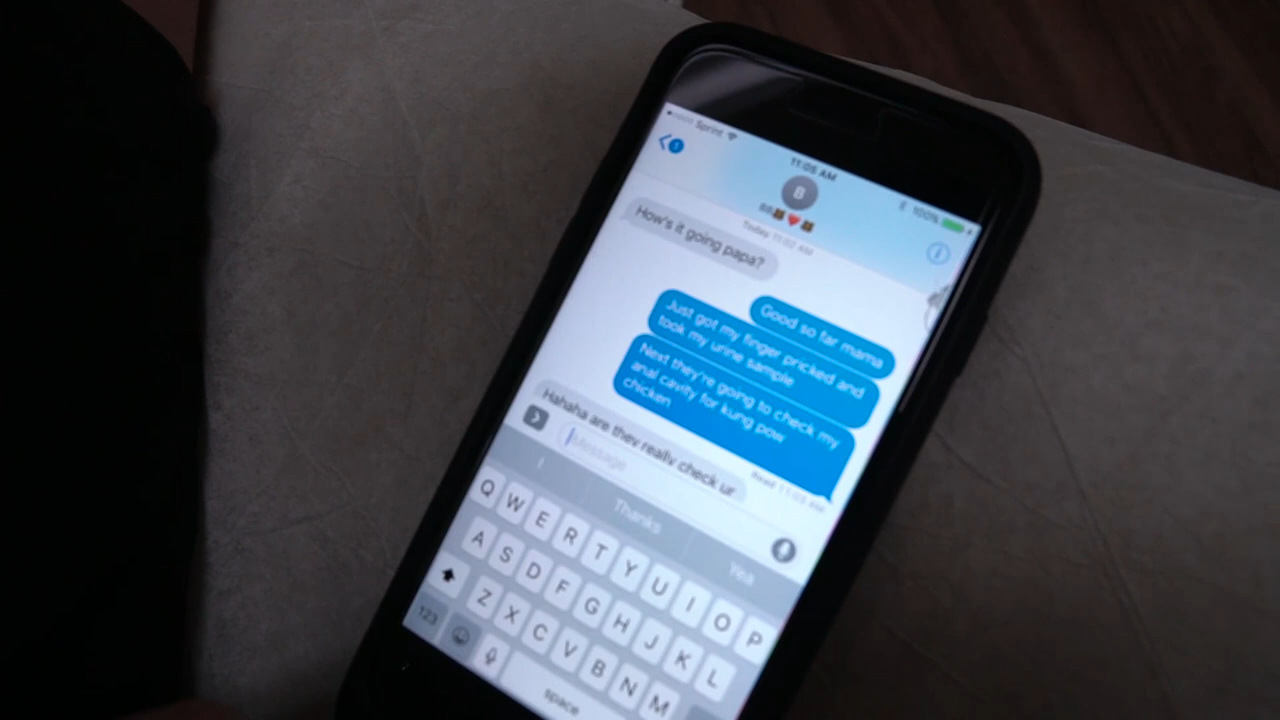 Sprint
11:05 AM
100%
B
BB
Today 11:02 AM
How's it going papa?
Good so far mama
Just got my finger pricked and
took my urine sample
Next they're going to check my
anal cavity for kung pow
chicken
Read 11:03 AM
Hahaha are they really check ur
Message
I
Thanks
Yea
Q W E R T Y U I O P
A S D F G H J K L
Z X C V B N M
123
space